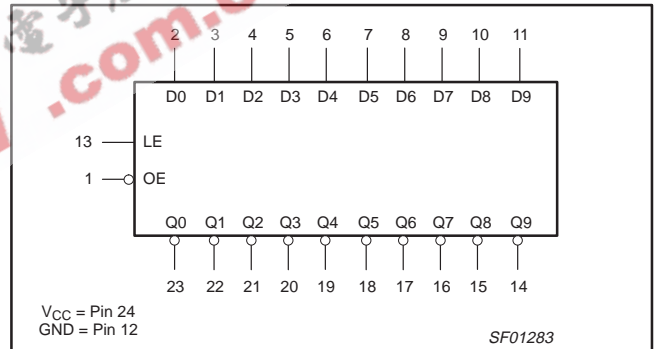 .com.
2 3 4 5 6 7 8 9 10 11
D0 D1 D2 D3 D4 D5 D6 D7 D8 D9
13 LE
1 OE
Q0 Q1 Q2 Q3 Q4 Q5 Q6 Q7 Q8 Q9
23 22 21 20 19 18 17 16 15 14
VCC = Pin 24
GND = Pin 12
SF01283